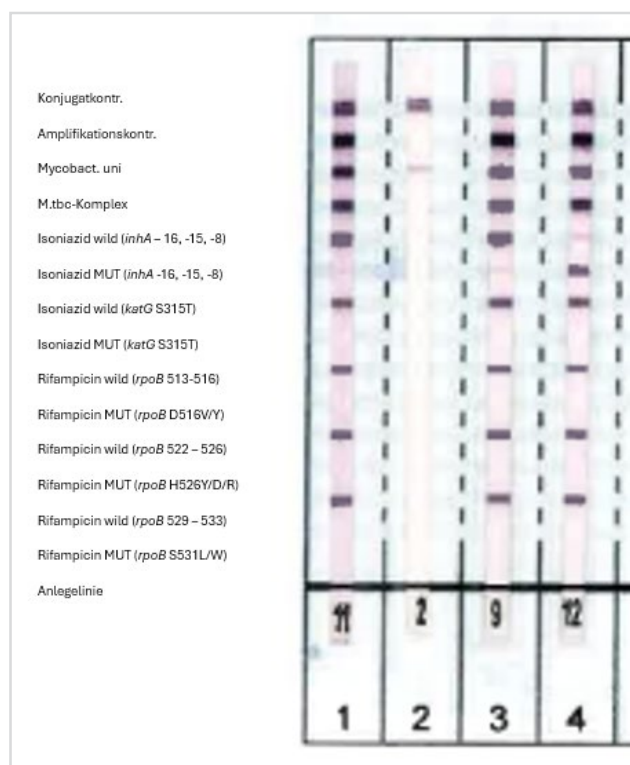 Konjugatkontr.
Amplifikationskontr.
Mycobact. uni
M.tbc-Komplex
Isoniazid wild (inhA – 16, -15, -8)
Isoniazid MUT (inhA -16, -15, -8)
Isoniazid wild (katG S315T)
Isoniazid MUT (katG S315T)
Rifampicin wild (rpoB 513-516)
Rifampicin MUT (rpoB D516V/Y)
Rifampicin wild (rpoB 522 – 526)
Rifampicin MUT (rpoB H526Y/D/R)
Rifampicin wild (rpoB 529 – 533)
Rifampicin MUT (rpoB S531L/W)
Anlegelinie
11 2 9 12
1 2 3 4